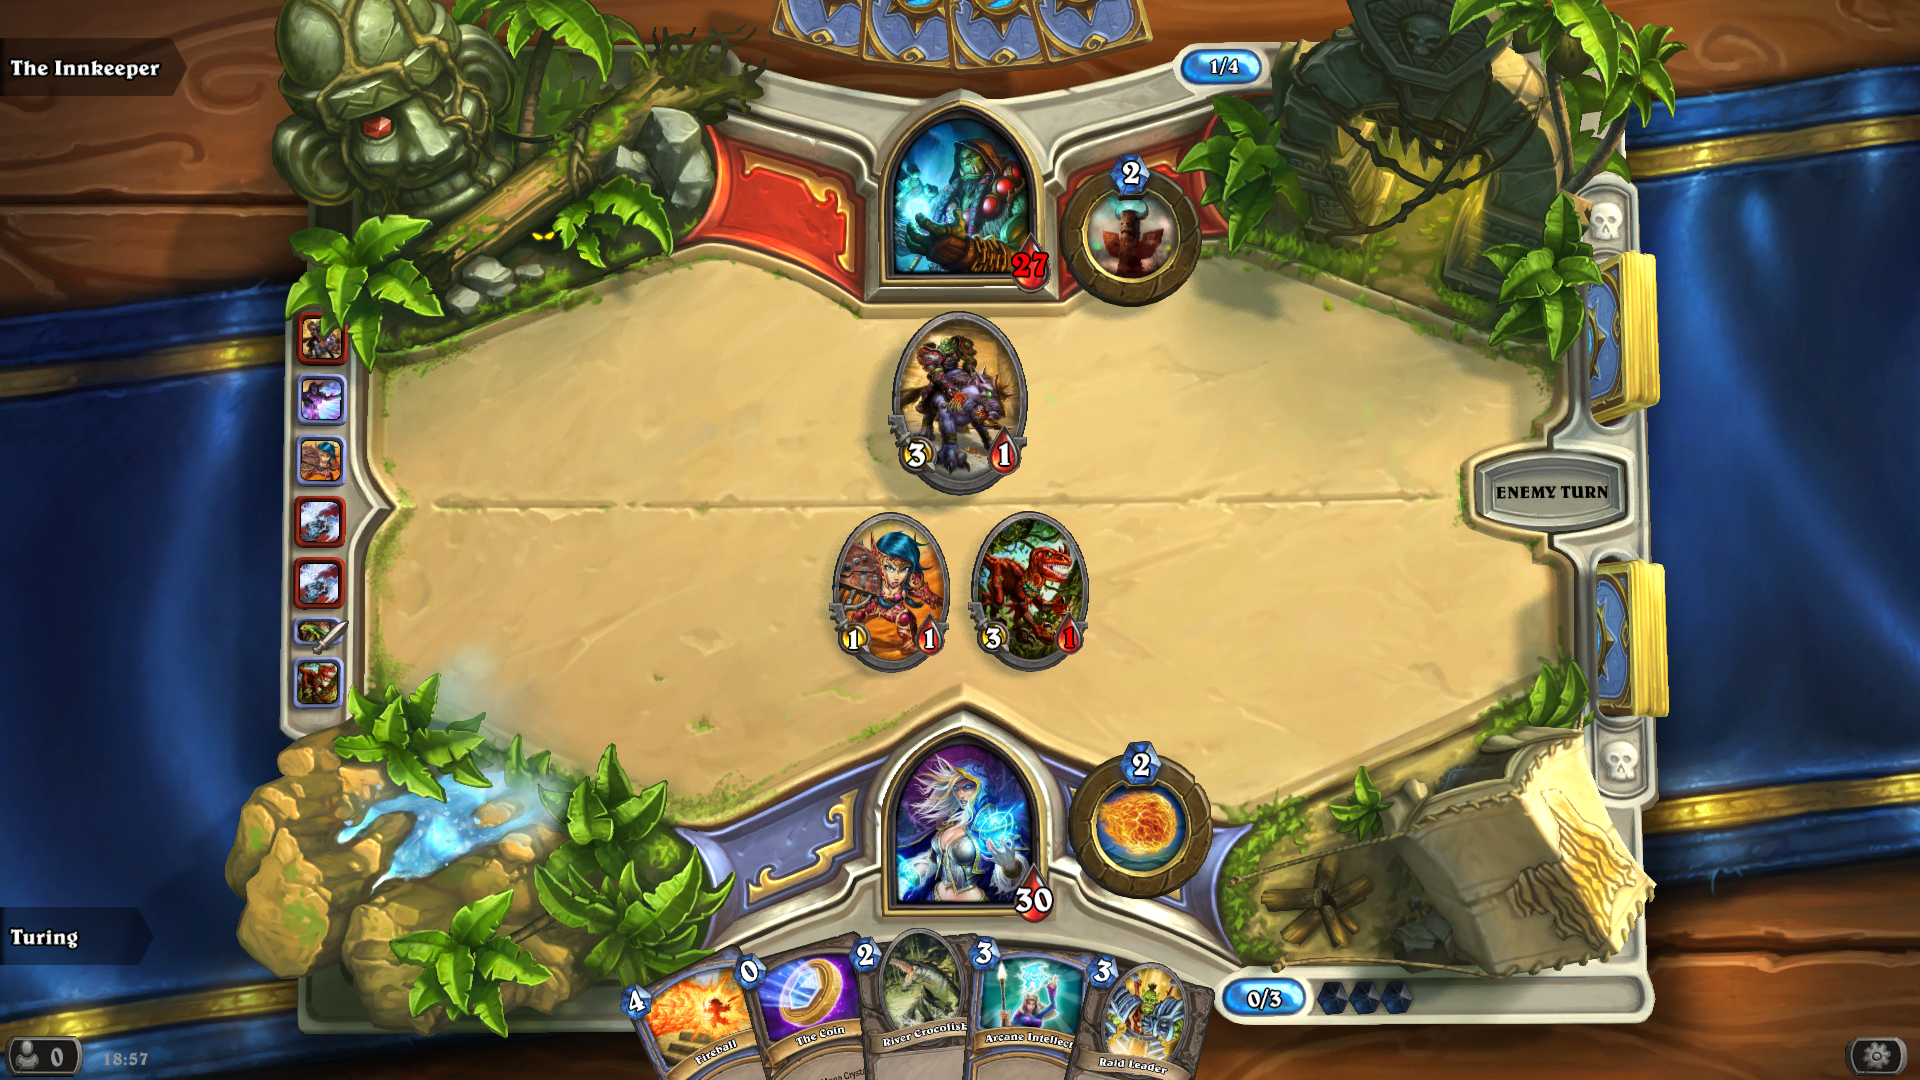 The Innkeeper
1/4
2
27
3
1
ENEMY TURN
1
1
3
1
2
30
Turing
4
0
2
3
3
Fireball
The Coin
River Crocolisk
Arcane Intellect
Raid Leader
0/3
0
18:57